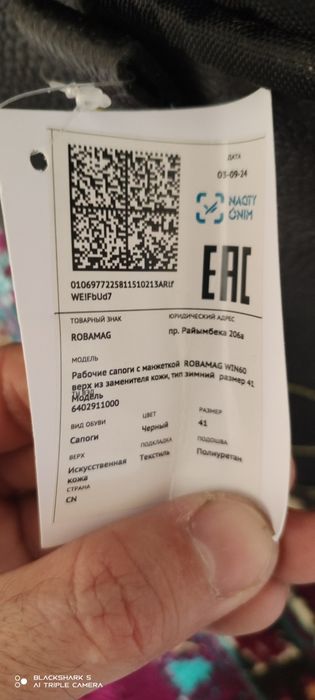 ДАТА
03-09-24
NAQTY
ÓNIM
EAC
0106977225811510213ARLf
WEIFbUd7
ТОВАРНЫЙ ЗНАК
ЮРИДИЧЕСКИЙ АДРЕС
ROBAMAG
пр. Райымбека 206а
МОДЕЛЬ
Рабочие сапоги с манжеткой ROBAMAG WIN60
верх из заменителя кожи, тип зимний размер 41
Модель
6402911000
ВИД ОБУВИ
ЦВЕТ
РАЗМЕР
Сапоги
Черный
41
ВЕРХ
ПОДКЛАДКА
ПОДОШВА
Искусственная
кожа
Текстиль
Полиуретан
СТРАНА
CN
BLACKSHARK 5
AI TRIPLE CAMERA